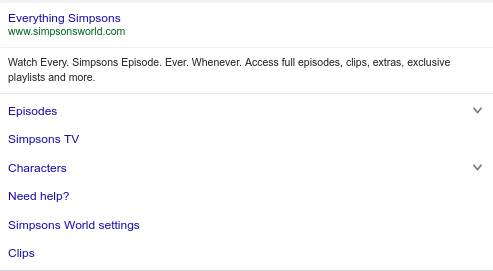 Everything Simpsons
www.simpsonsworld.com
Watch Every. Simpsons Episode. Ever. Whenever. Access full episodes, clips, extras, exclusive
playlists and more.
Episodes
Simpsons TV
Characters
Need help?
Simpsons World settings
Clips